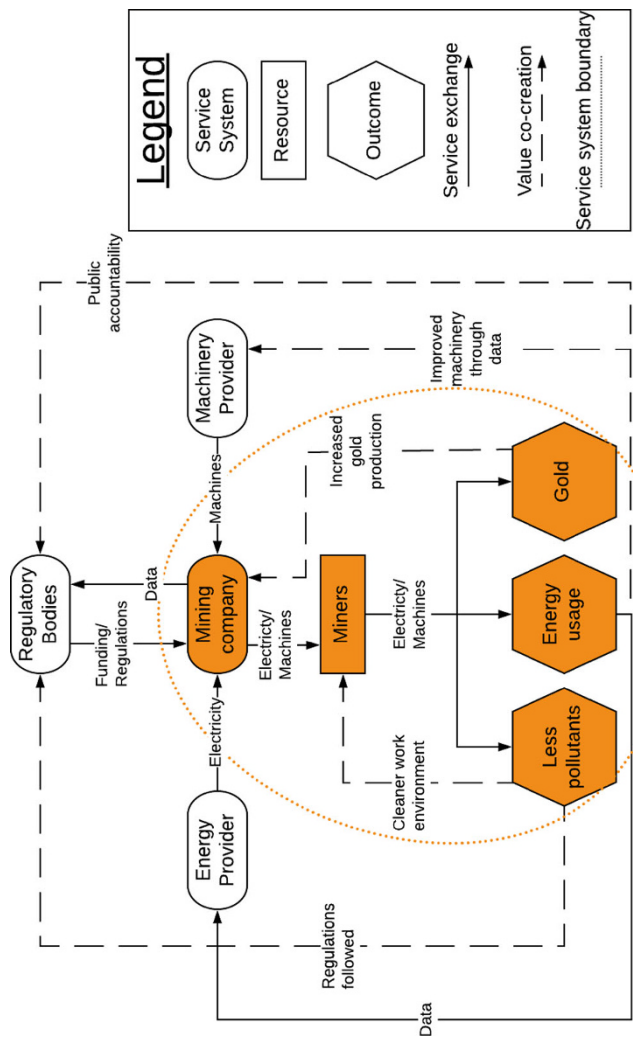 Regulatory
Bodies
Public
accountability
Funding/
Regulations
Data
Energy
Provider
Electricity
Mining
company
Machines
Machinery
Provider
Electricty/
Machines
Increased
gold
production
Improved
machinery
through
data
Miners
Cleaner work
environment
Electricty/
Machines
Regulations
followed
Less
pollutants
Energy
usage
Gold
Data
Legend
Service
System
Resource
Outcome
Service exchange
Value co-creation
Service system boundary